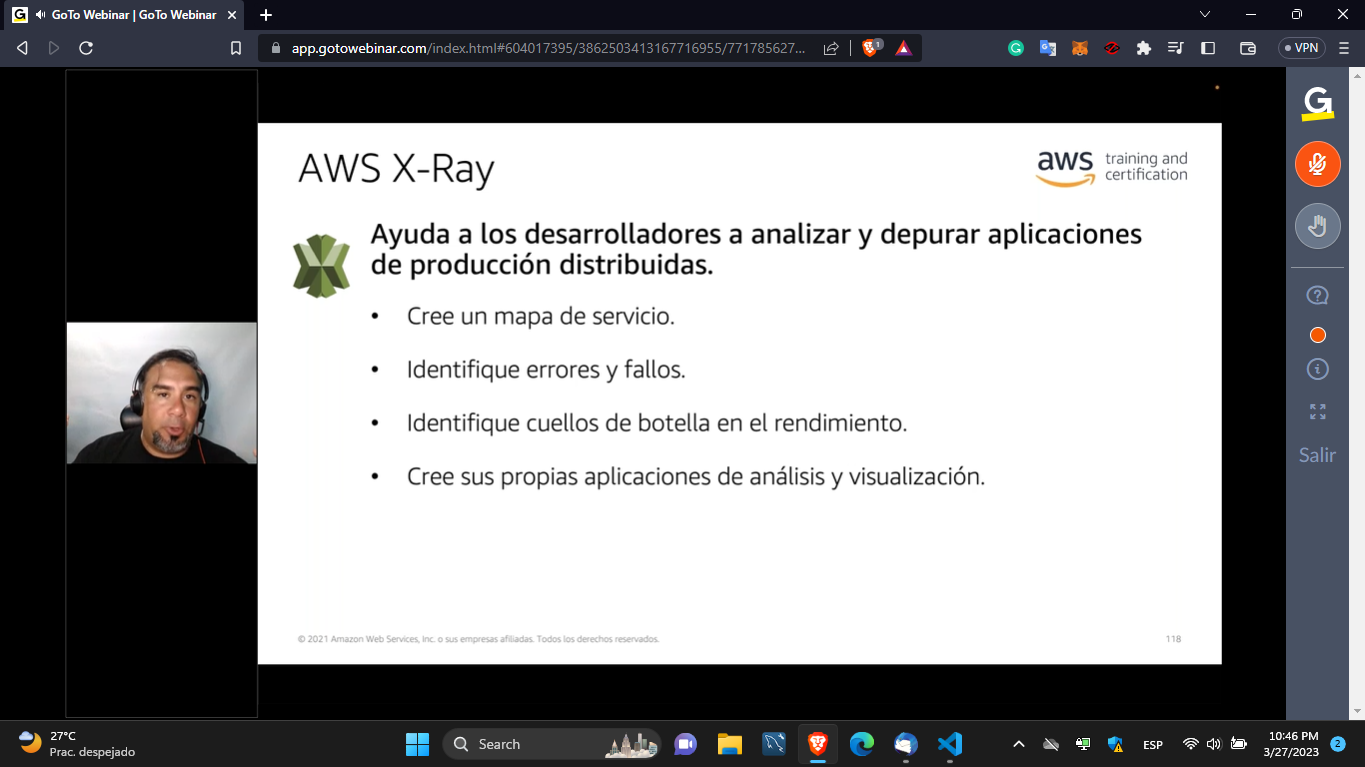 GoTo Webinar | GoTo Webinar
app.gotowebinar.com/index.html#604017395/3862503413167716955/771785627...
1
VPN
AWS X-Ray
aws training and
certification
Ayuda a los desarrolladores a analizar y depurar aplicaciones
de producción distribuidas.
• Cree un mapa de servicio.
• Identifique errores y fallos.
• Identifique cuellos de botella en el rendimiento.
• Cree sus propias aplicaciones de análisis y visualización.
© 2021 Amazon Web Services, Inc. o sus empresas afiliadas. Todos los derechos reservados.
118
Salir
27°C
Prac. despejado
Search
ESP
10:46 PM
3/27/2023
2